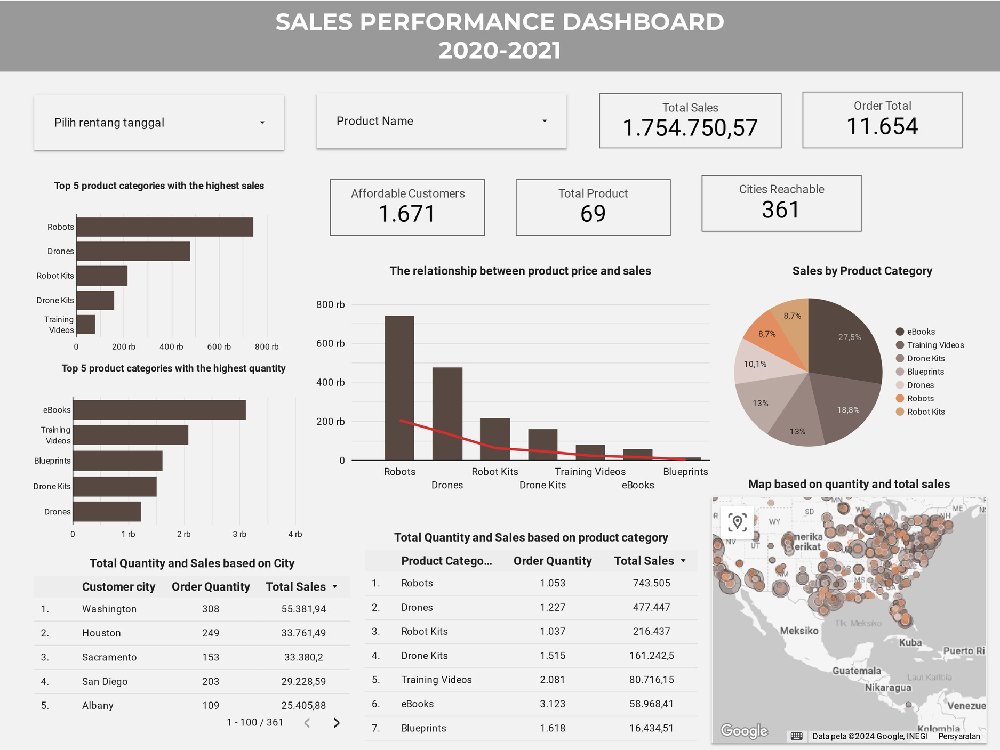 SALES PERFORMANCE DASHBOARD
2020-2021
Pilih rentang tanggal
Product Name
Total Sales
1.754.750,57
Order Total
11.654
Affordable Customers
1.671
Total Product
69
Cities Reachable
361
Top 5 product categories with the highest sales
Robots
Drones
Robot Kits
Drone Kits
Training
Videos
0 200 rb 400 rb 600 rb 800 rb
Top 5 product categories with the highest quantity
eBooks
Training
Videos
Blueprints
Drone Kits
Drones
0 1 rb 2 rb 3 rb 4 rb
The relationship between product price and sales
800 rb
600 rb
400 rb
200 rb
0
Robots Robot Kits Training Videos Blueprints
Drones Drone Kits eBooks
Sales by Product Category
8,7%
27,5%
8,7%
10,1%
13%
18,8%
13%
eBooks
Training Videos
Drone Kits
Blueprints
Drones
Robots
Robot Kits
Total Quantity and Sales based on City
Customer city Order Quantity Total Sales
1. Washington 308 55.381,94
2. Houston 249 33.761,49
3. Sacramento 153 33.380,2
4. San Diego 203 29.228,59
5. Albany 109 25.405,88
1 - 100 / 361
Total Quantity and Sales based on product category
Product Catego... Order Quantity Total Sales
1. Robots 1.053 743.505
2. Drones 1.227 477.447
3. Robot Kits 1.037 216.437
4. Drone Kits 1.515 161.242,5
5. Training Videos 2.081 80.716,15
6. eBooks 3.123 58.968,41
7. Blueprints 1.618 16.434,51
Map based on quantity and total sales
MN
ME
SD
WY
NH
NV
UT
merika
erikat
NM
MS
GA
Tlk. Meksiko
Meksiko
Kuba
Puerto Ri
Guatemala
Laut Karibia
Nikaragua
Venezue
Kolombia
Google
Data peta ©2024 Google, INEGI Persyaratan